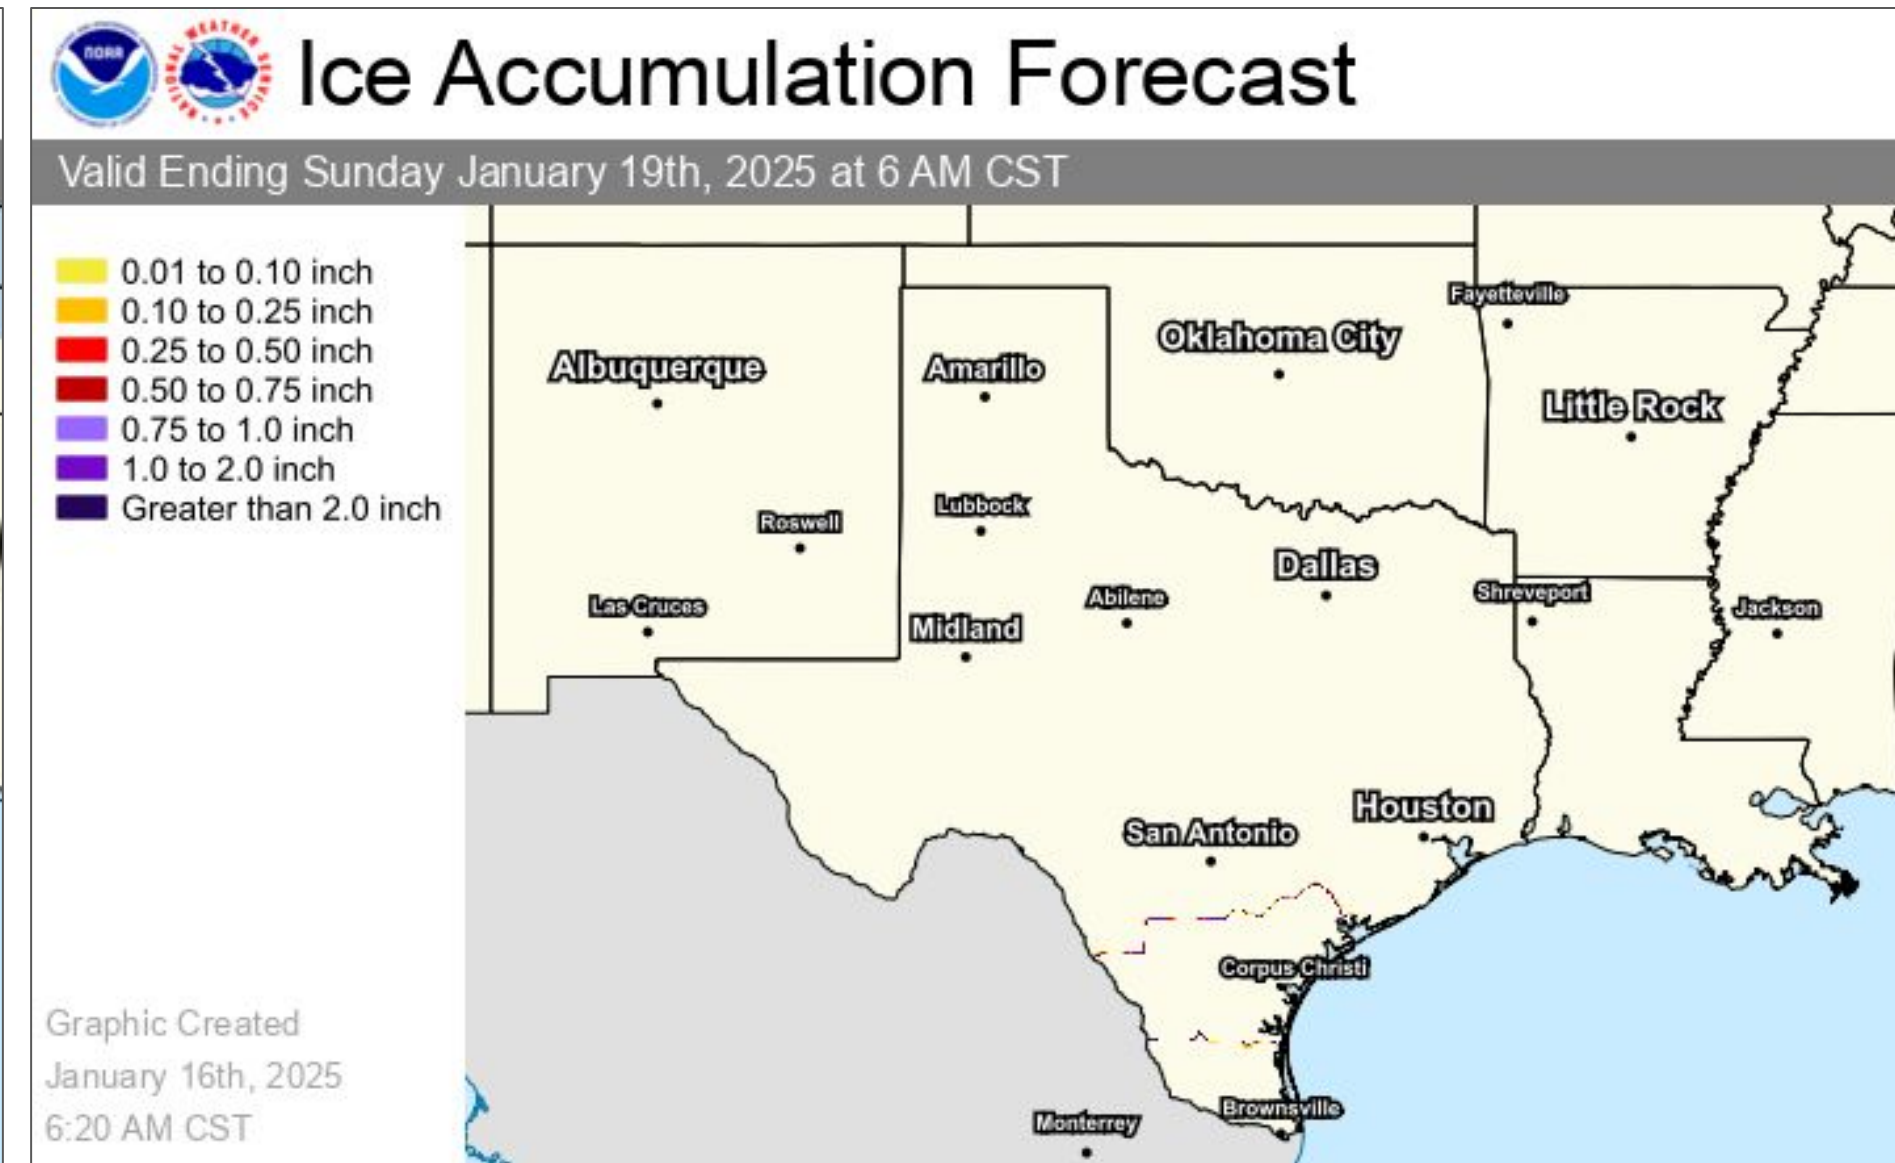 NOAA
NATIONAL WEATHER SERVICE
Ice Accumulation Forecast
Valid Ending Sunday January 19th, 2025 at 6 AM CST
0.01 to 0.10 inch
0.10 to 0.25 inch
0.25 to 0.50 inch
0.50 to 0.75 inch
0.75 to 1.0 inch
1.0 to 2.0 inch
Greater than 2.0 inch
Fayetteville
Oklahoma City
Albuquerque
Amarillo
Little Rock
Lubbock
Roswell
Dallas
Shreveport
Abilene
Las Cruces
Jackson
Midland
Houston
San Antonio
Corpus Christi
Brownsville
Monterrey
Graphic Created
January 16th, 2025
6:20 AM CST